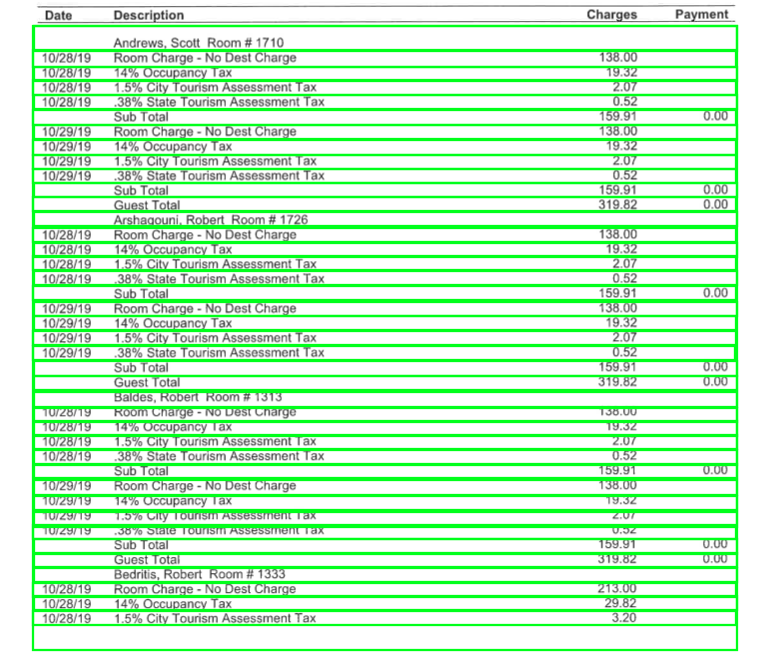 Date Description Charges Payment
Andrews, Scott Room # 1710
10/28/19 Room Charge - No Dest Charge 138.00
10/28/19 14% Occupancy Tax 19.32
10/28/19 1.5% City Tourism Assessment Tax 2.07
10/28/19 .38% State Tourism Assessment Tax 0.52
Sub Total 159.91 0.00
10/29/19 Room Charge - No Dest Charge 138.00
10/29/19 14% Occupancy Tax 19.32
10/29/19 1.5% City Tourism Assessment Tax 2.07
10/29/19 .38% State Tourism Assessment Tax 0.52
Sub Total 159.91 0.00
Guest Total 319.82 0.00
Arshagouni, Robert Room # 1726
10/28/19 Room Charge - No Dest Charge 138.00
10/28/19 14% Occupancy Tax 19.32
10/28/19 1.5% City Tourism Assessment Tax 2.07
10/28/19 .38% State Tourism Assessment Tax 0.52
Sub Total 159.91 0.00
10/29/19 Room Charge - No Dest Charge 138.00
10/29/19 14% Occupancy Tax 19.32
10/29/19 1.5% City Tourism Assessment Tax 2.07
10/29/19 .38% State Tourism Assessment Tax 0.52
Sub Total 159.91 0.00
Guest Total 319.82 0.00
Baldes, Robert Room # 1313
10/28/19 Room Charge - No Dest Charge 138.00
10/28/19 14% Occupancy Tax 19.32
10/28/19 1.5% City Tourism Assessment Tax 2.07
10/28/19 .38% State Tourism Assessment Tax 0.52
Sub Total 159.91 0.00
10/29/19 Room Charge - No Dest Charge 138.00
10/29/19 14% Occupancy Tax 19.32
10/29/19 1.5% City Tourism Assessment Tax 2.07
10/29/19 .38% State Tourism Assessment Tax 0.52
Sub Total 159.91 0.00
Guest Total 319.82 0.00
Bedritis, Robert Room # 1333
10/28/19 Room Charge - No Dest Charge 213.00
10/28/19 14% Occupancy Tax 29.82
10/28/19 1.5% City Tourism Assessment Tax 3.20